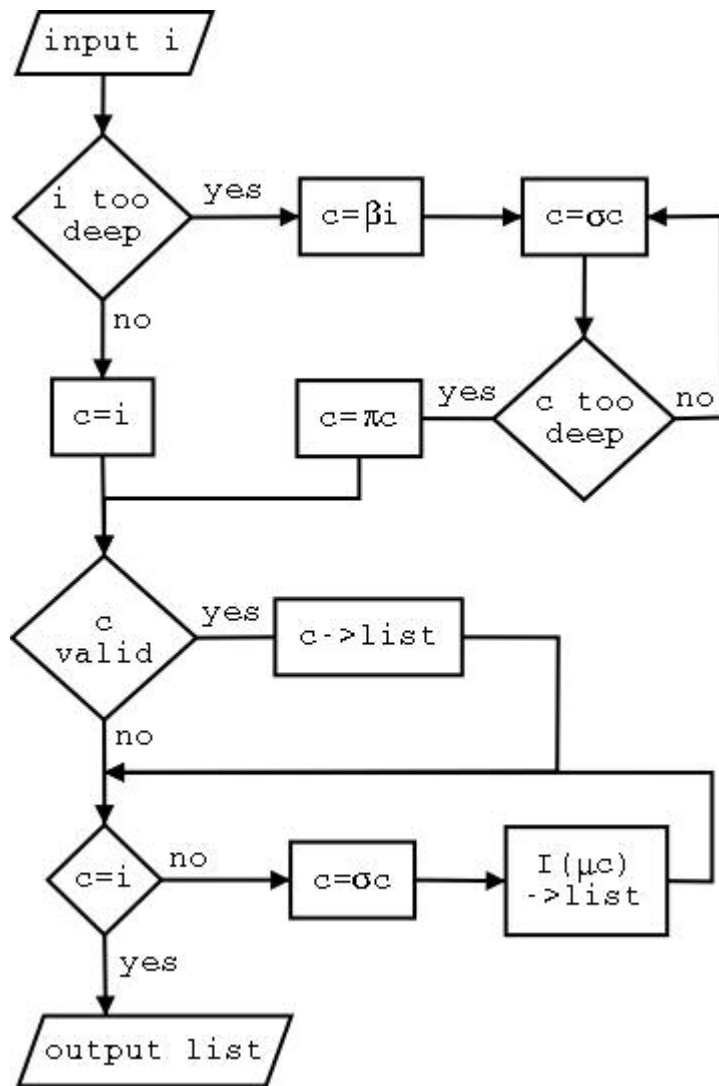 input i
i too
deep
yes
c=βi
c=σc
no
c=i
c=πc
yes
c too
deep
no
c
valid
yes
c->list
no
c=i
no
c=σc
I(μc)
->list
yes
output list